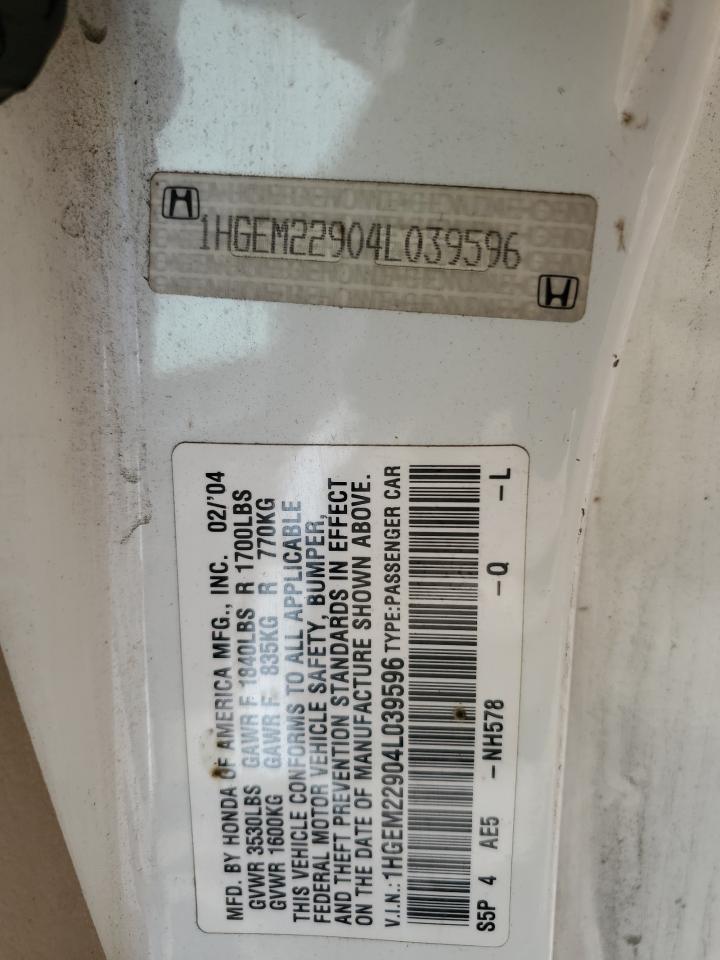 1HGEM22904L039596
MFD. BY HONDA OF AMERICA MFG., INC. 02/'04
GVWR 3530LBS GAWR F 1840LBS R 1700LBS
GVWR 1600KG GAWR F 835KG R 770KG
THIS VEHICLE CONFORMS TO ALL APPLICABLE
FEDERAL MOTOR VEHICLE SAFETY, BUMPER,
AND THEFT PREVENTION STANDARDS IN EFFECT
ON THE DATE OF MANUFACTURE SHOWN ABOVE.
V.I.N.: 1HGEM22904L039596 TYPE: PASSENGER CAR
S5P 4 AE5 -NH578 -Q -L